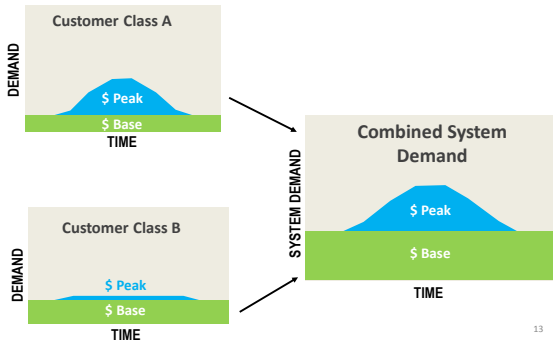 Customer Class A
DEMAND
$ Peak
$ Base
TIME
Customer Class B
DEMAND
$ Peak
$ Base
TIME
Combined System
Demand
SYSTEM DEMAND
$ Peak
$ Base
TIME
13